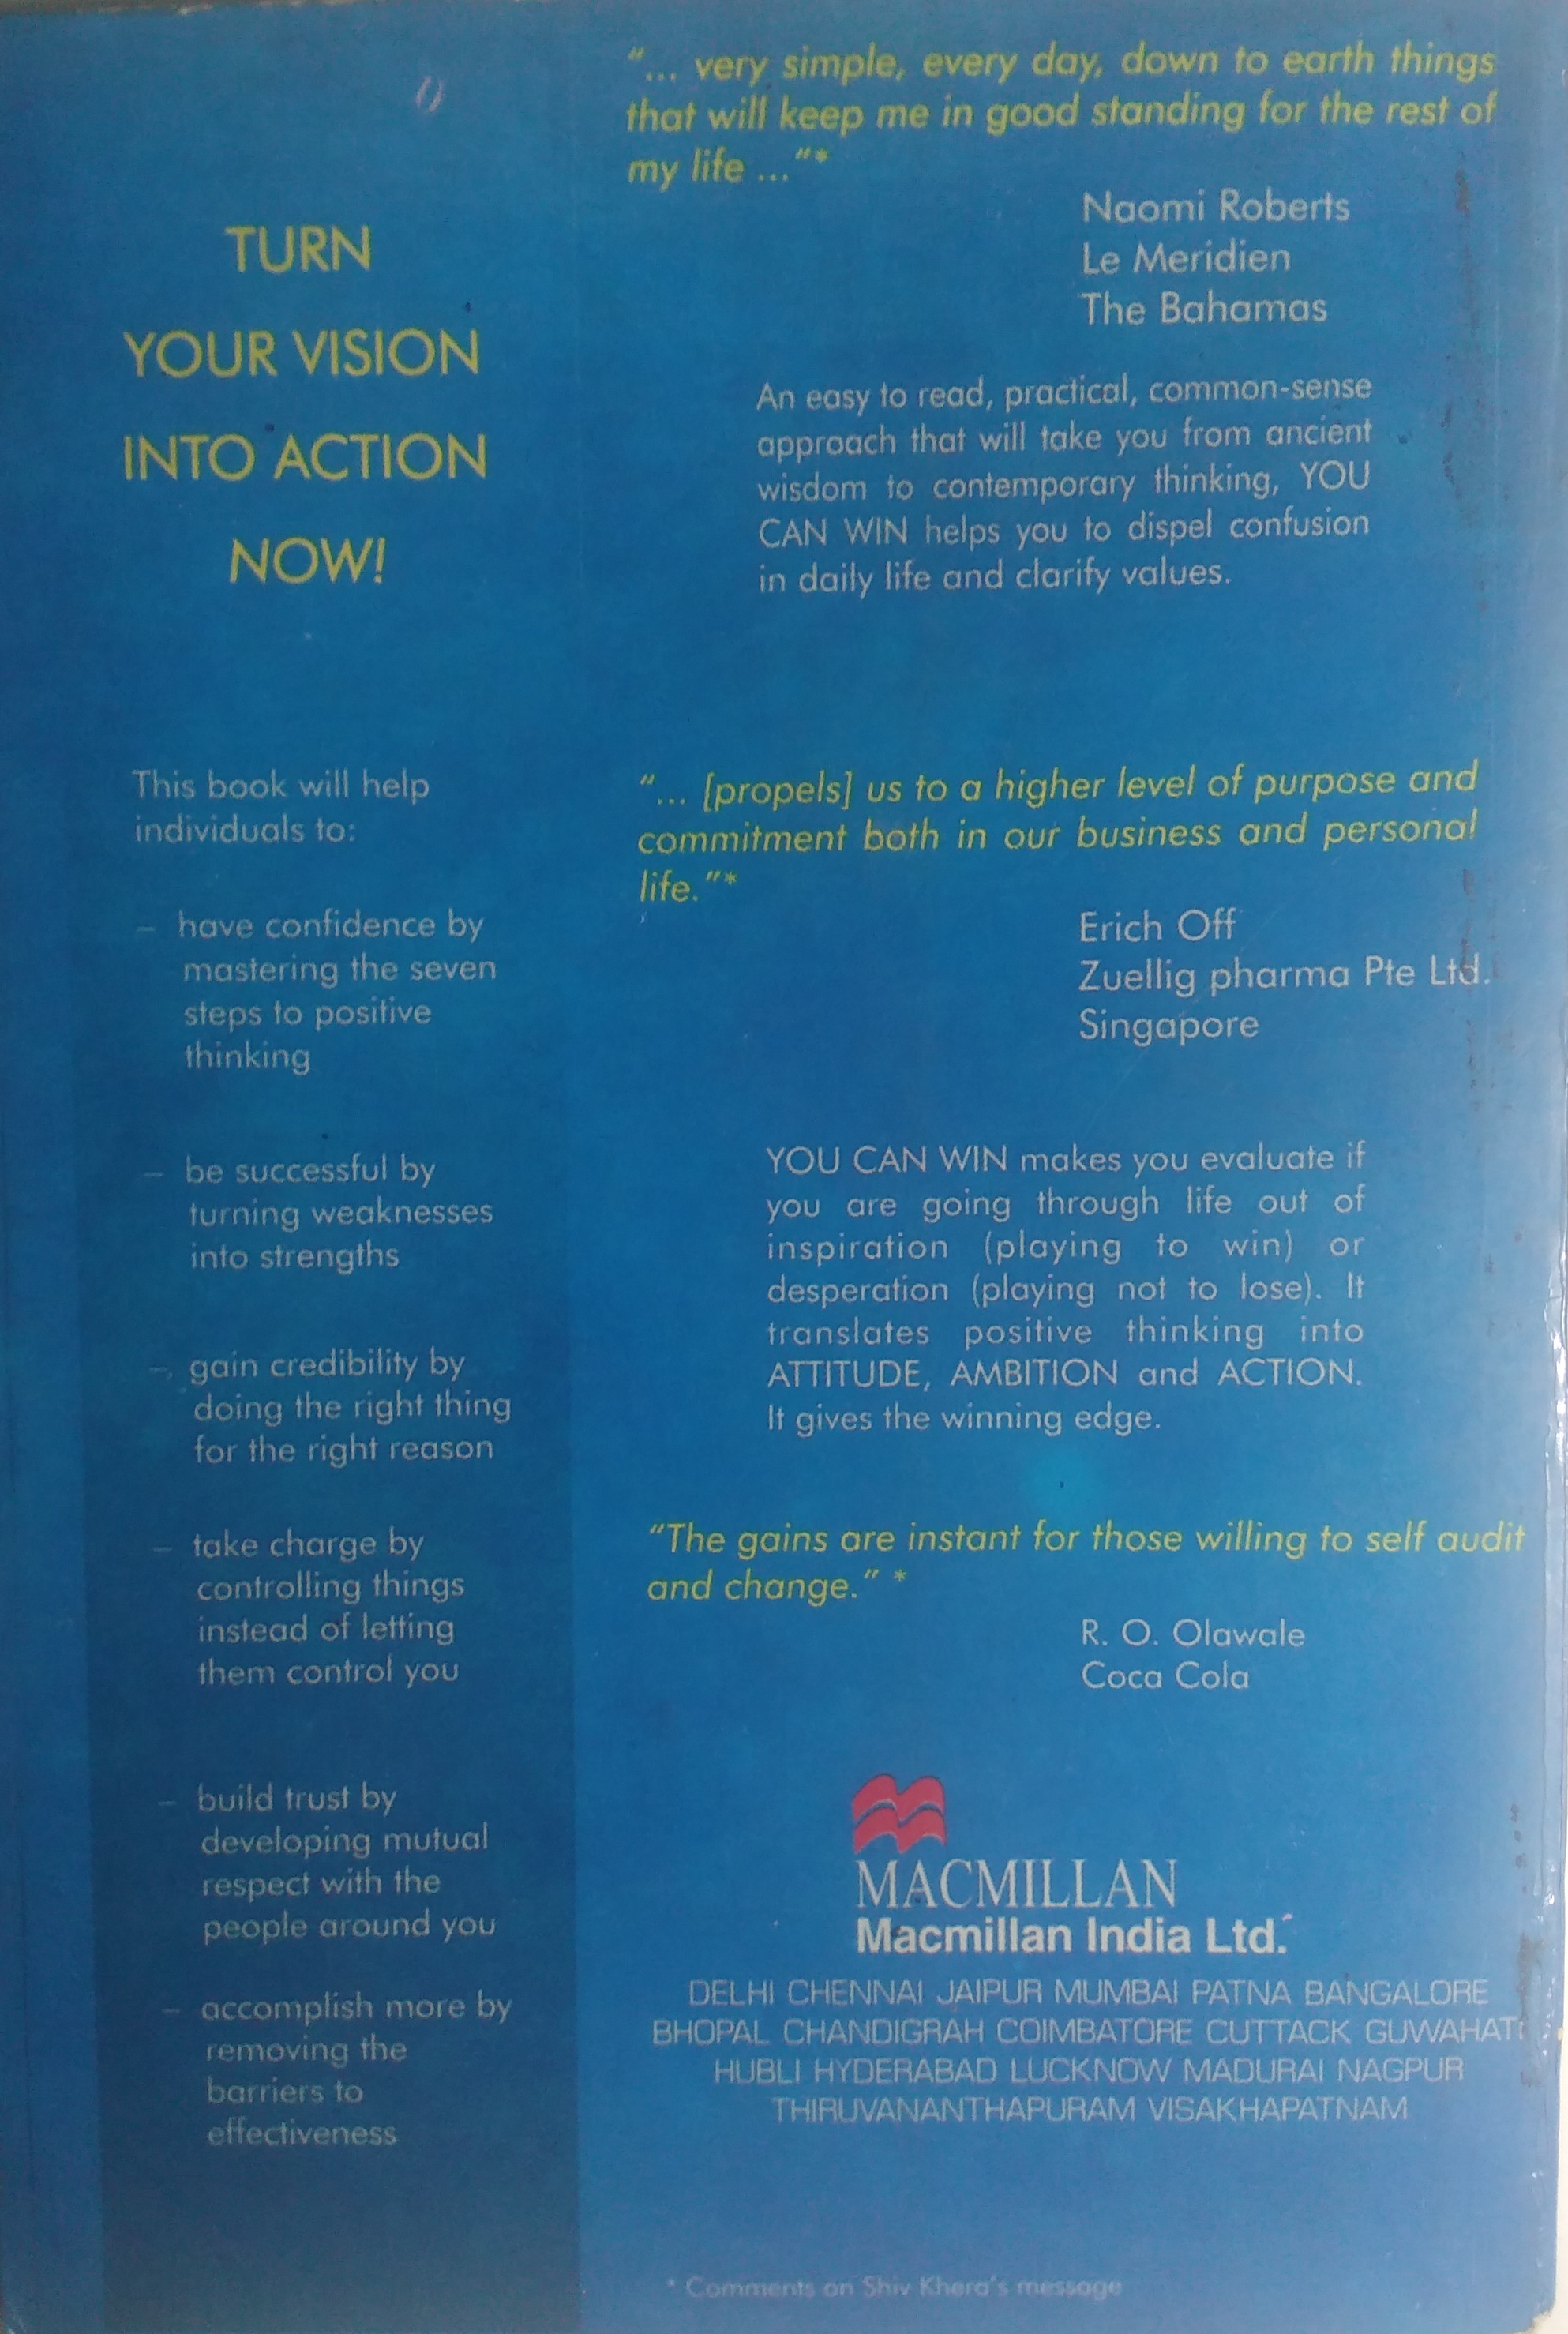 TURN
YOUR VISION
INTO ACTION
NOW!
This book will help
individuals to:
– have confidence by
mastering the seven
steps to positive
thinking
– be successful by
turning weaknesses
into strengths
– gain credibility by
doing the right thing
for the right reason
– take charge by
controlling things
instead of letting
them control you
– build trust by
developing mutual
respect with the
people around you
– accomplish more by
removing the
barriers to
effectiveness
"... very simple, every day, down to earth things
that will keep me in good standing for the rest of
my life ..."*
Naomi Roberts
Le Meridien
The Bahamas
An easy to read, practical, common-sense
approach that will take you from ancient
wisdom to contemporary thinking, YOU
CAN WIN helps you to dispel confusion
in daily life and clarify values.
"... [propels] us to a higher level of purpose and
commitment both in our business and personal
life."*
Erich Off
Zuellig pharma Pte Ltd.
Singapore
YOU CAN WIN makes you evaluate if
you are going through life out of
inspiration (playing to win) or
desperation (playing not to lose). It
translates positive thinking into
ATTITUDE, AMBITION and ACTION.
It gives the winning edge.
"The gains are instant for those willing to self audit
and change." *
R. O. Olawale
Coca Cola
MACMILLAN
Macmillan India Ltd.
DELHI CHENNAI JAIPUR MUMBAI PATNA BANGALORE
BHOPAL CHANDIGRAH COIMBATORE CUTTACK GUWAHATI
HUBLI HYDERABAD LUCKNOW MADURAI NAGPUR
THIRUVANANTHAPURAM VISAKHAPATNAM
* Comments on Shiv Khera's message